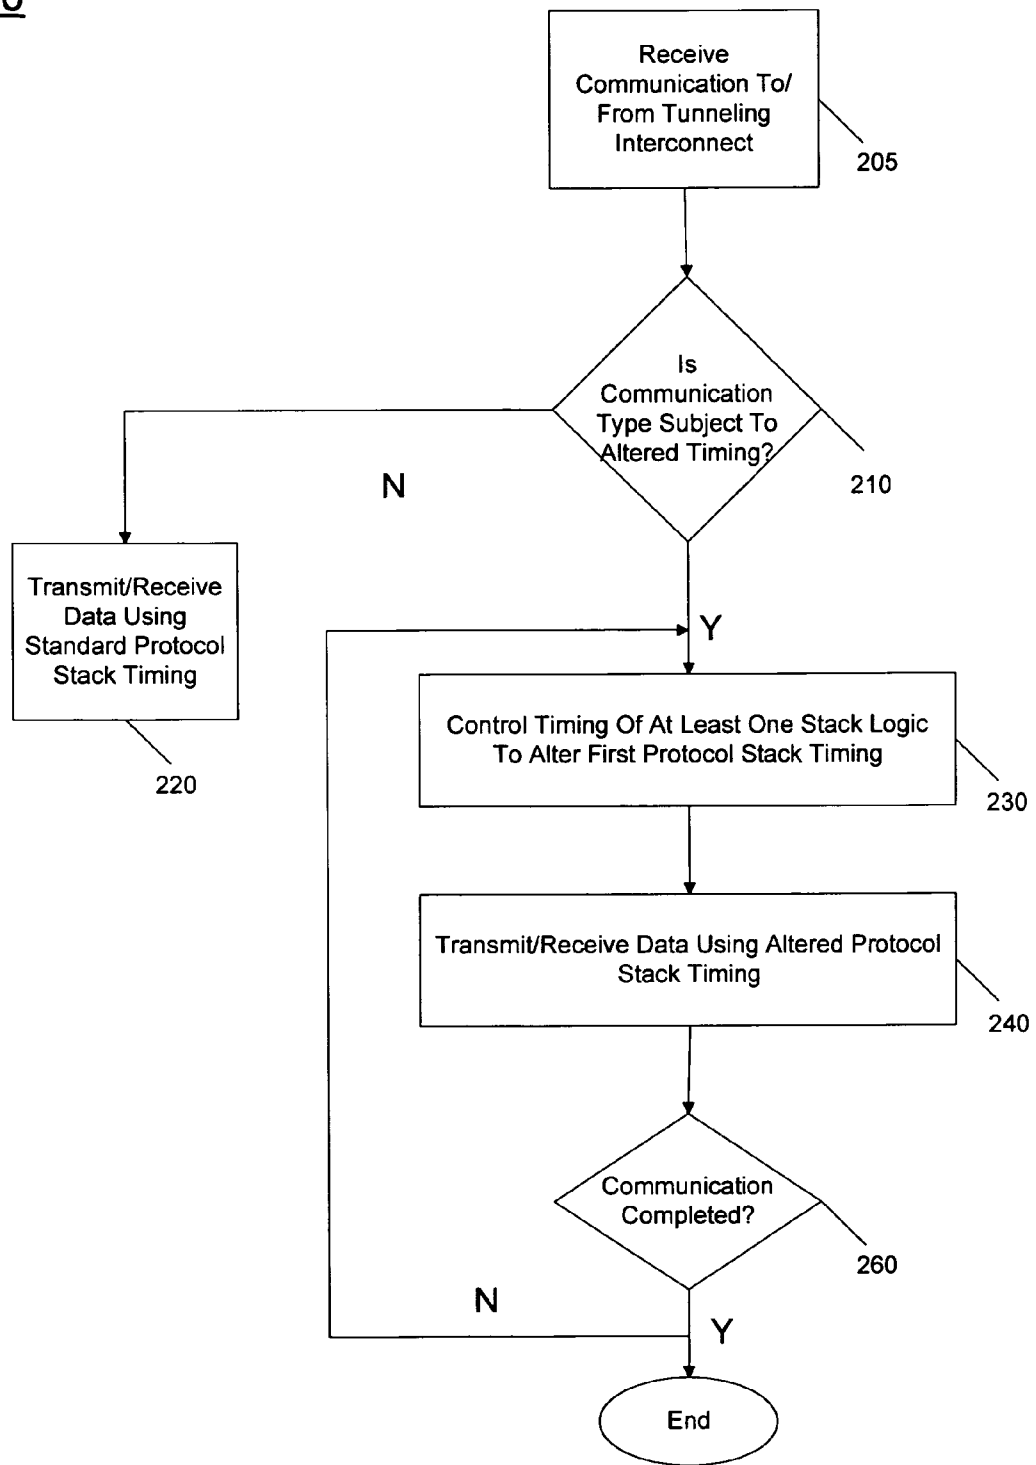 Receive
Communication To/
From Tunneling
Interconnect
205
Is
Communication
Type Subject To
Altered Timing?
210
N
Transmit/Receive
Data Using
Standard Protocol
Stack Timing
220
Y
Control Timing Of At Least One Stack Logic
To Alter First Protocol Stack Timing
230
Transmit/Receive Data Using Altered Protocol
Stack Timing
240
Communication
Completed?
260
N
Y
End